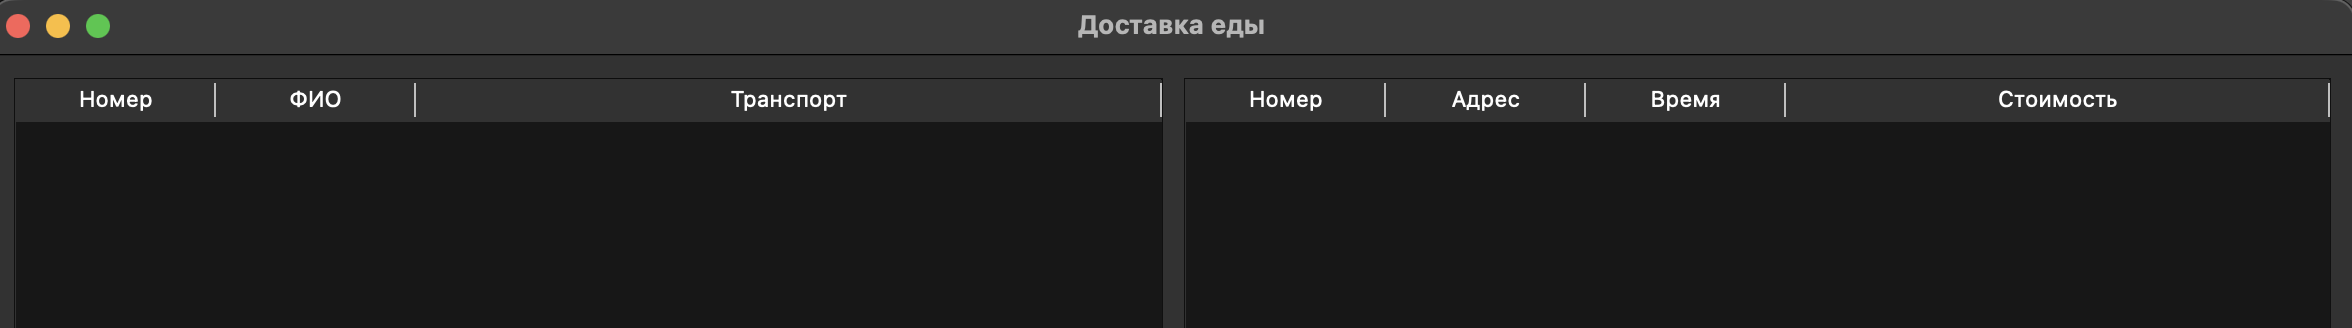 Доставка еды
Номер ФИО Транспорт Номер Адрес Время Стоимость